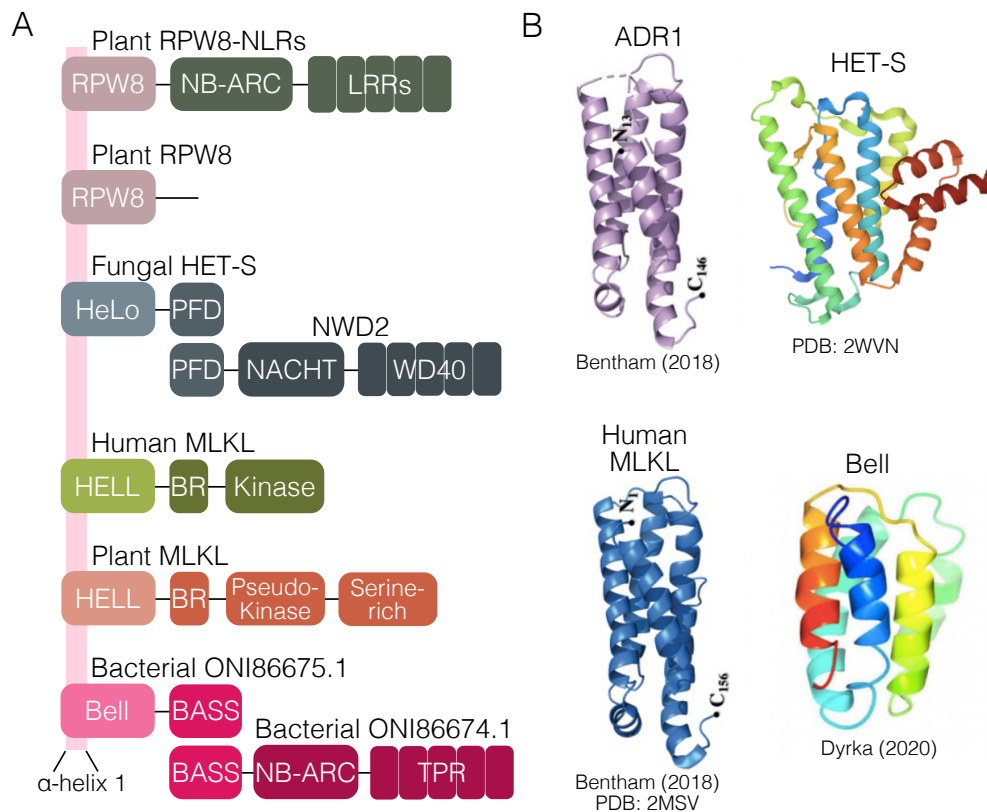 A
Plant RPW8-NLRs
RPW8 NB-ARC LRRs
Plant RPW8
RPW8
Fungal HET-S
HeLo PFD
NWD2
PFD NACHT WD40
Human MLKL
HELL BR Kinase
Plant MLKL
HELL BR Pseudo-
Kinase Serine-
rich
Bacterial ONI86675.1
Bell BASS
Bacterial ONI86674.1
BASS NB-ARC TPR
α-helix 1
B
ADR1
N13
C146
Bentham (2018)
HET-S
PDB: 2WVN
Human
MLKL
N1
C156
Bentham (2018)
PDB: 2MSV
Bell
Dyrka (2020)